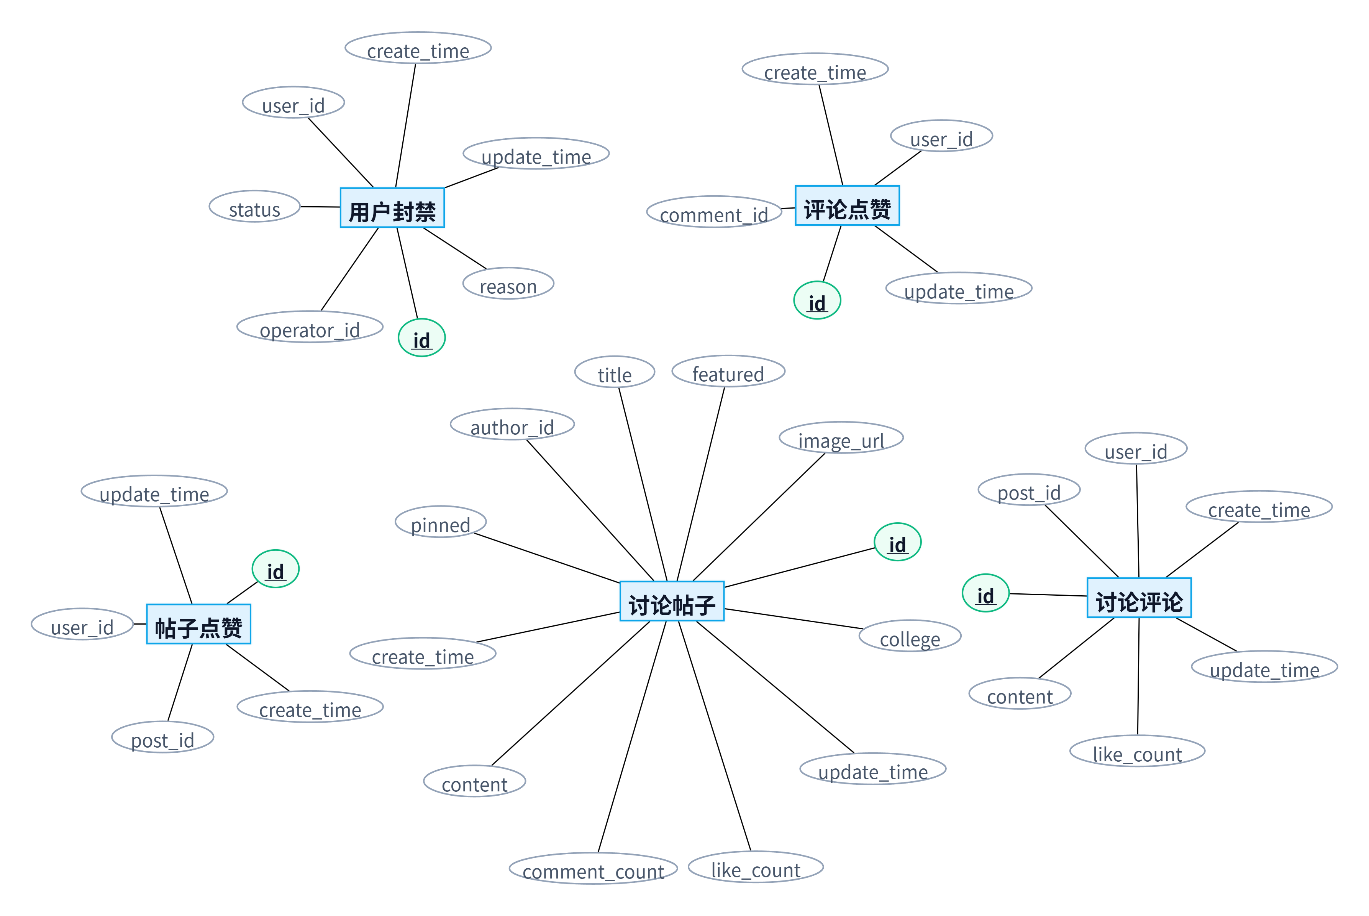 create_time
user_id
update_time
status
用户封禁
reason
operator_id
id
create_time
user_id
comment_id
评论点赞
update_time
id
title
featured
author_id
image_url
pinned
id
讨论帖子
create_time
college
content
update_time
comment_count
like_count
update_time
id
user_id
帖子点赞
create_time
post_id
user_id
post_id
create_time
id
讨论评论
content
update_time
like_count